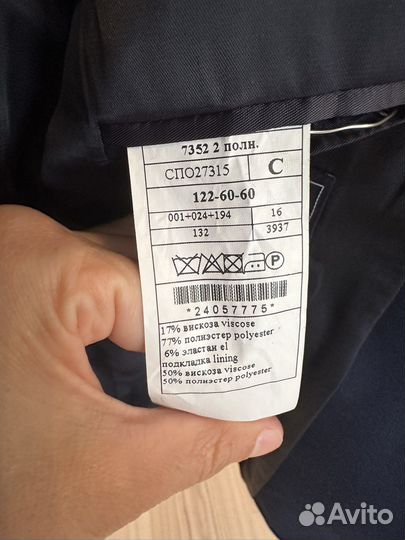 7352 2 полн.
СПО27315 С
122-60-60
001+024+194 16
132 3937
P
*24057775*
17% вискоза viscose
77% полиэстер polyester
6% эластан el
подкладка lining
50% вискоза viscose
50% полиэстер polyester
Avito